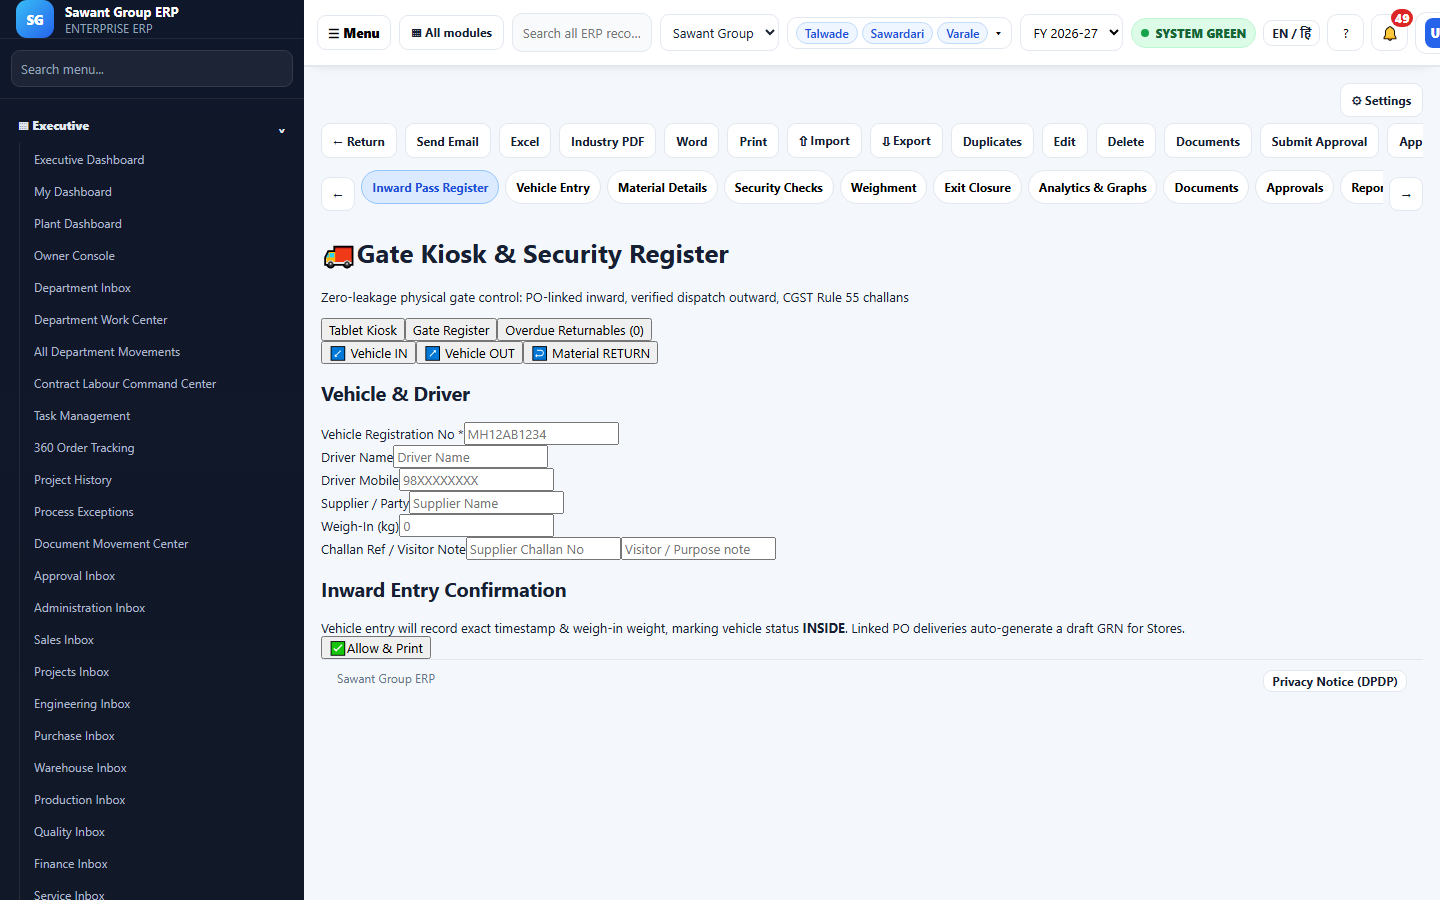 SG
Sawant Group ERP
ENTERPRISE ERP
Search menu...
Executive
Executive Dashboard
My Dashboard
Plant Dashboard
Owner Console
Department Inbox
Department Work Center
All Department Movements
Contract Labour Command Center
Task Management
360 Order Tracking
Project History
Process Exceptions
Document Movement Center
Approval Inbox
Administration Inbox
Sales Inbox
Projects Inbox
Engineering Inbox
Purchase Inbox
Warehouse Inbox
Production Inbox
Quality Inbox
Finance Inbox
Service Inbox
☰ Menu All modules Search all ERP reco... Sawant Group Talwade Sawardari Varale FY 2026-27 SYSTEM GREEN EN / हिं ? 49 U
⚙ Settings
← Return Send Email Excel Industry PDF Word Print ⇧ Import ⇩ Export Duplicates Edit Delete Documents Submit Approval App
← Inward Pass Register Vehicle Entry Material Details Security Checks Weighment Exit Closure Analytics & Graphs Documents Approvals Repor →
🚚 Gate Kiosk & Security Register
Zero-leakage physical gate control: PO-linked inward, verified dispatch outward, CGST Rule 55 challans
Tablet Kiosk Gate Register Overdue Returnables (0)
↙ Vehicle IN ↗ Vehicle OUT ↩ Material RETURN
Vehicle & Driver
Vehicle Registration No * MH12AB1234
Driver Name Driver Name
Driver Mobile 98XXXXXXXX
Supplier / Party Supplier Name
Weigh-In (kg) 0
Challan Ref / Visitor Note Supplier Challan No Visitor / Purpose note
Inward Entry Confirmation
Vehicle entry will record exact timestamp & weigh-in weight, marking vehicle status INSIDE. Linked PO deliveries auto-generate a draft GRN for Stores.
✅ Allow & Print
Sawant Group ERP Privacy Notice (DPDP)